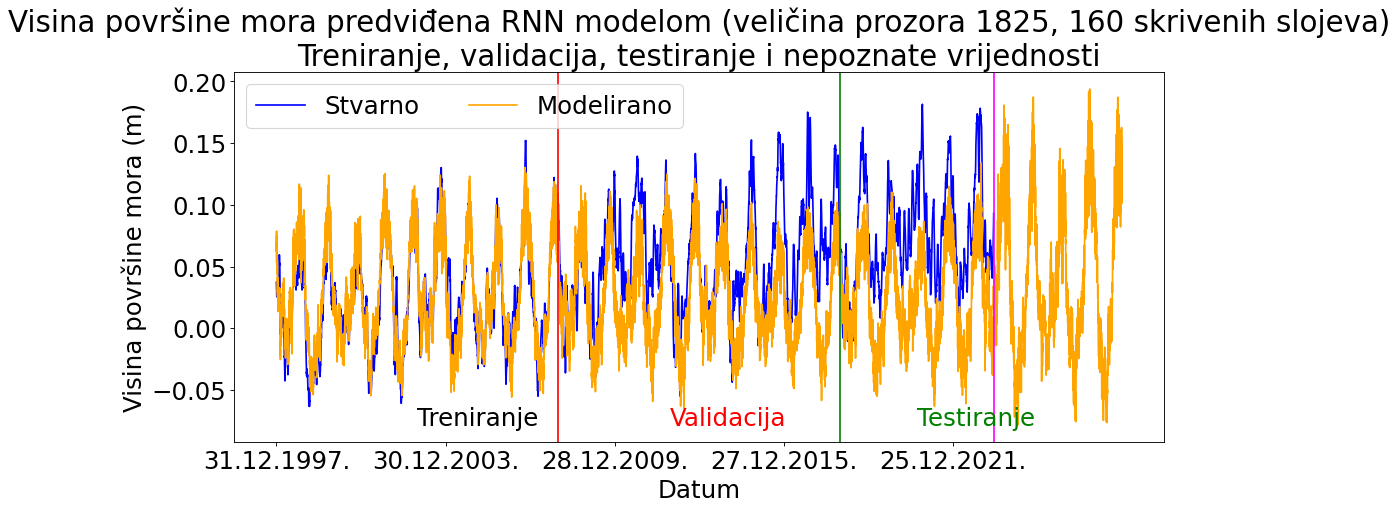 Visina površine mora predviđena RNN modelom (veličina prozora 1825, 160 skrivenih slojeva)
Treniranje, validacija, testiranje i nepoznate vrijednosti
Stvarno
Modelirano
Visina površine mora (m)
0.20
0.15
0.10
0.05
0.00
−0.05
Treniranje
Validacija
Testiranje
31.12.1997.
30.12.2003.
28.12.2009.
27.12.2015.
25.12.2021.
Datum